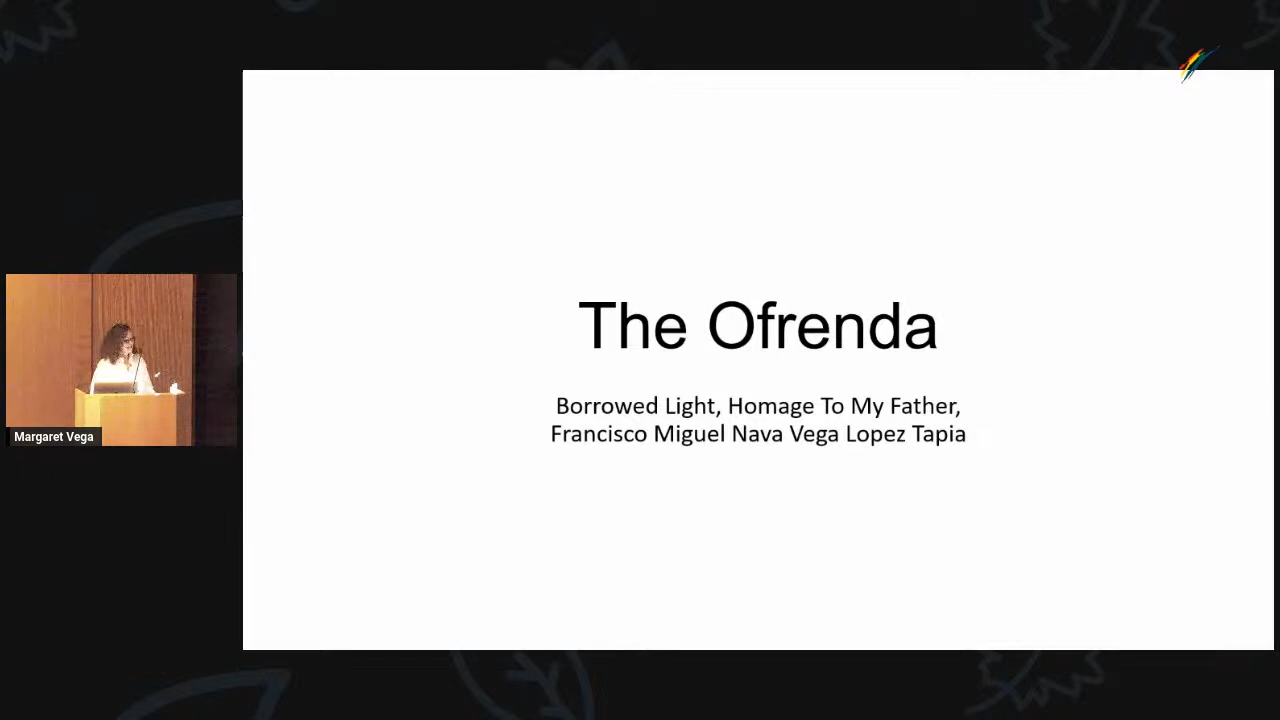 The Ofrenda
Borrowed Light, Homage To My Father,
Francisco Miguel Nava Vega Lopez Tapia
Margaret Vega